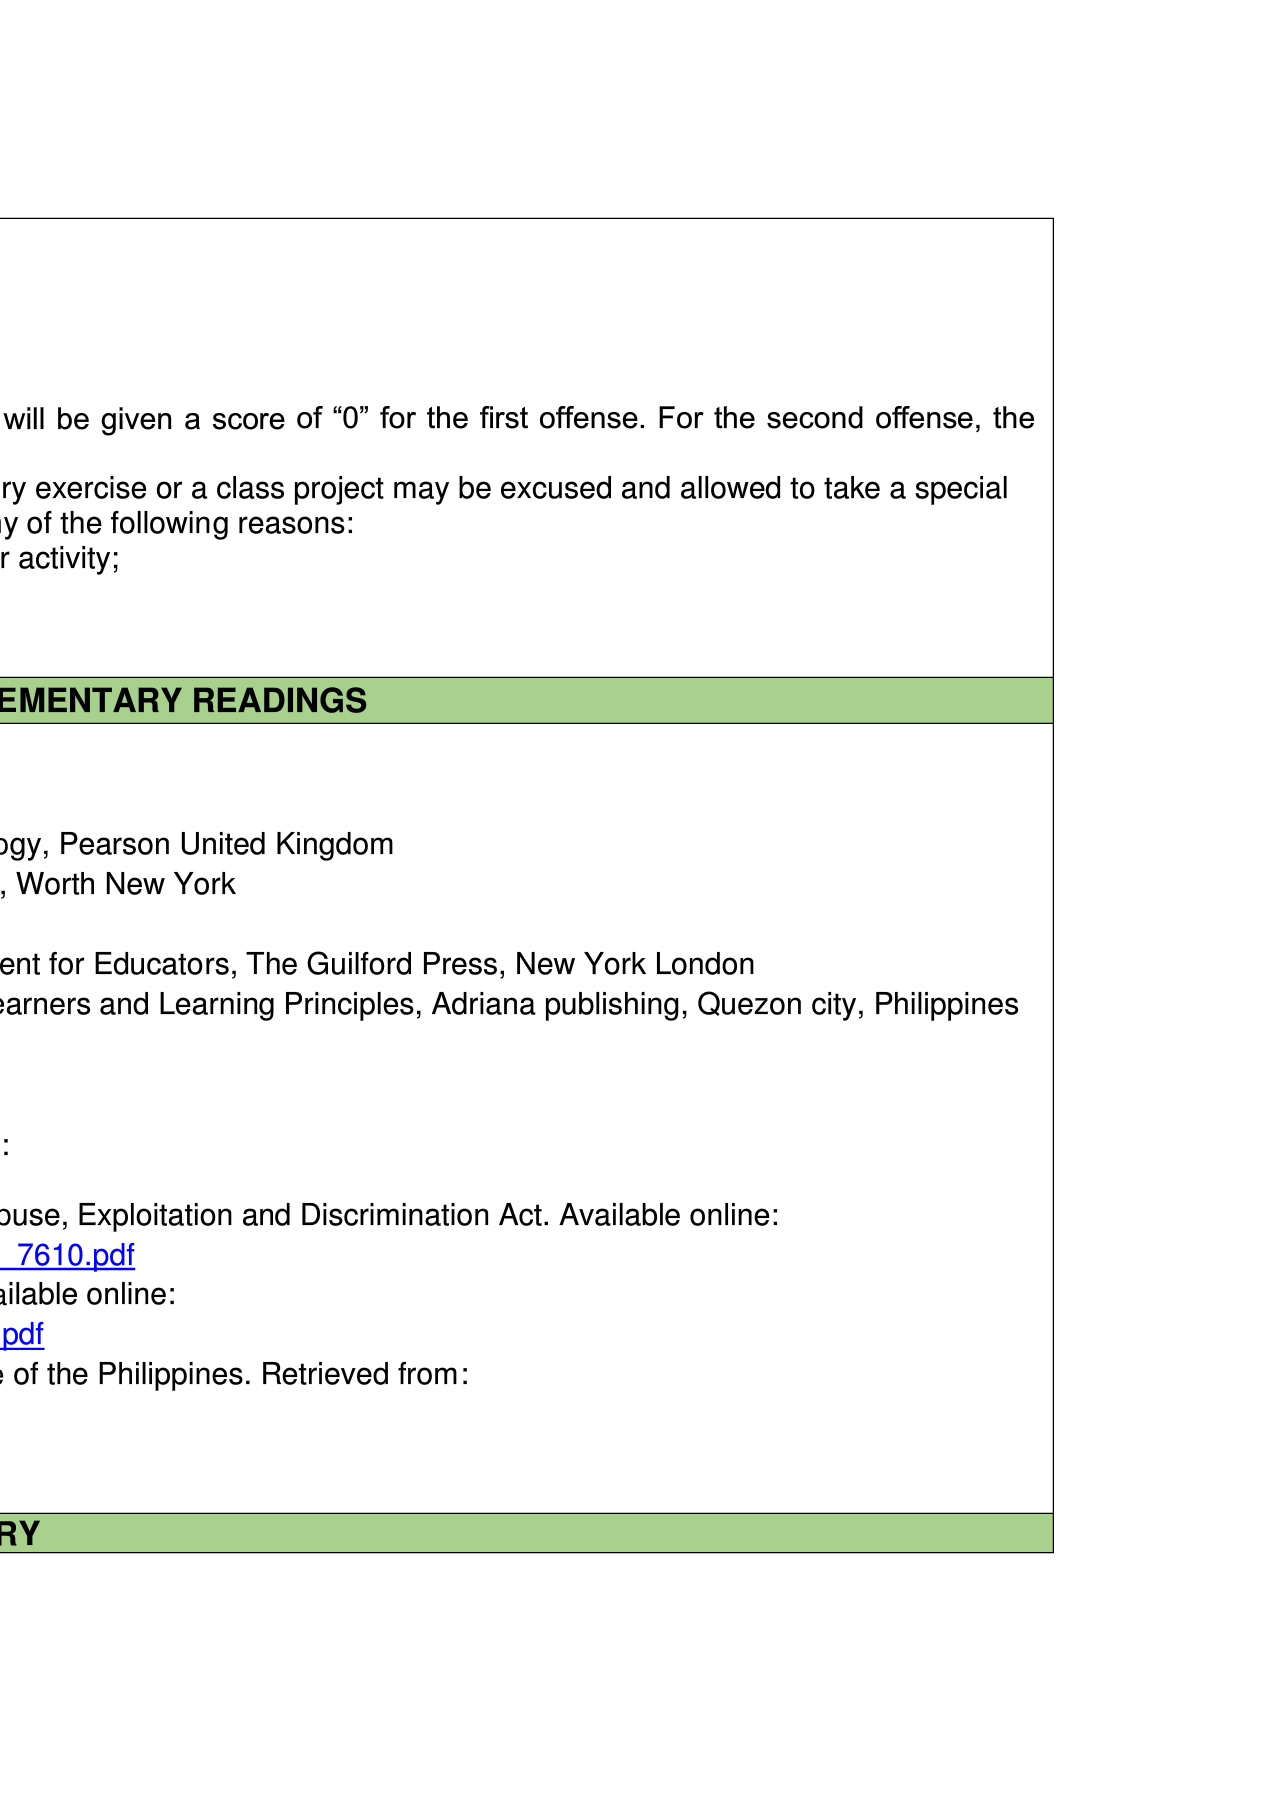 will be given a score of “0” for the first offense. For the second offense, the
ry exercise or a class project may be excused and allowed to take a special
y of the following reasons:
r activity;
EMENTARY READINGS
ogy, Pearson United Kingdom
, Worth New York
ent for Educators, The Guilford Press, New York London
earners and Learning Principles, Adriana publishing, Quezon city, Philippines
:
buse, Exploitation and Discrimination Act. Available online:
_7610.pdf
ailable online:
.pdf
e of the Philippines. Retrieved from:
RY